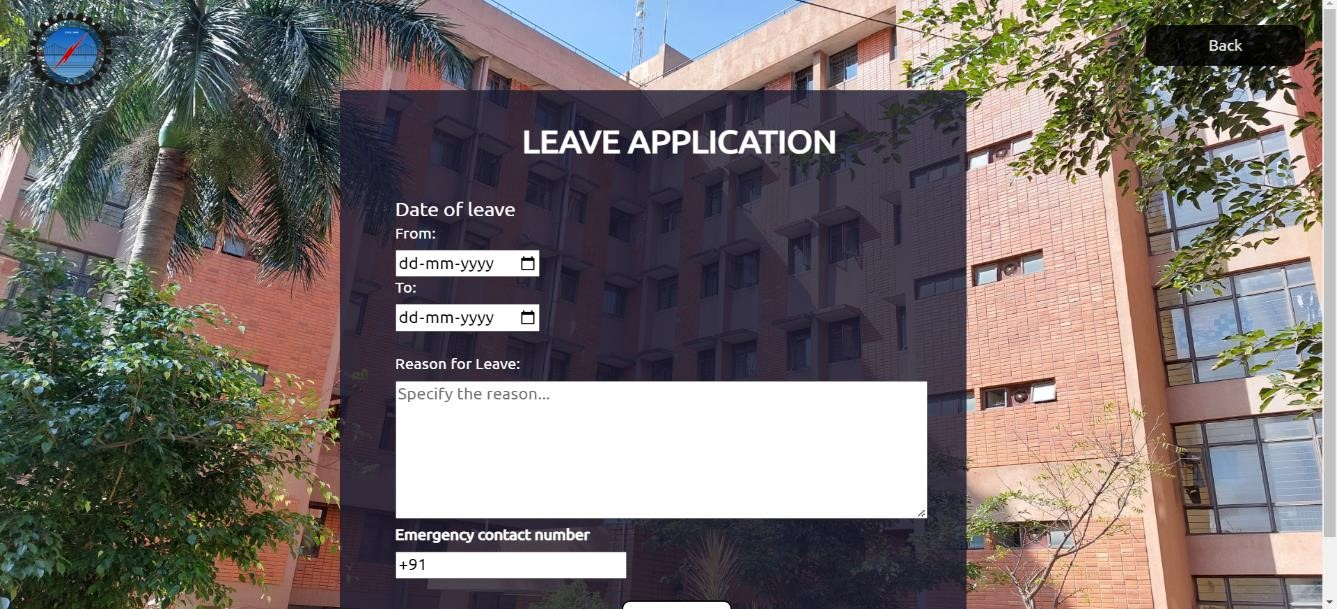 Back
LEAVE APPLICATION
Date of leave
From:
dd-mm-yyyy
To:
dd-mm-yyyy
Reason for Leave:
Specify the reason...
Emergency contact number
+91